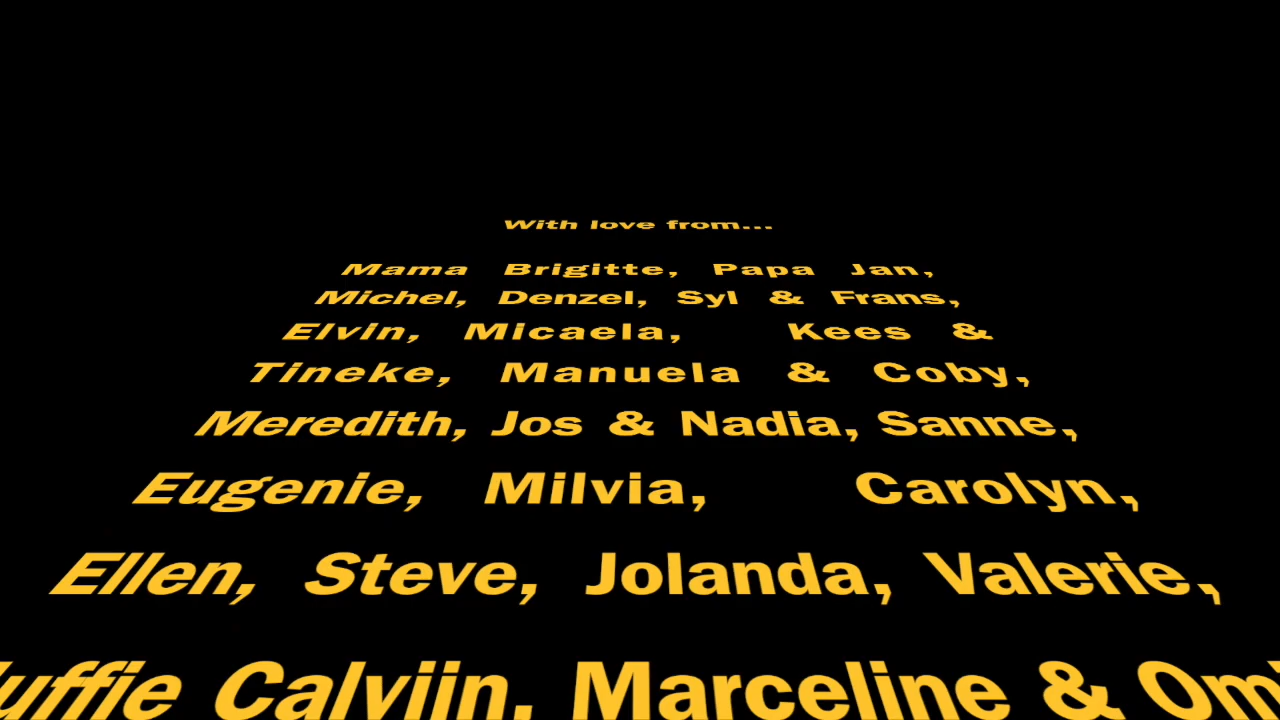 With love from...
Mama Brigitte, Papa Jan,
Michel, Denzel, Syl & Frans,
Elvin, Micaela, Kees &
Tineke, Manuela & Coby,
Meredith, Jos & Nadia, Sanne,
Eugenie, Milvia, Carolyn,
Ellen, Steve, Jolanda, Valerie,
Marceline &